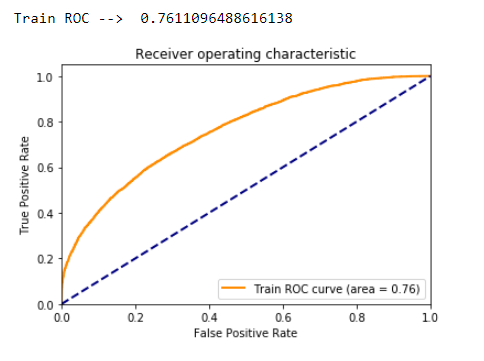 Train ROC --> 0.7611096488616138
Receiver operating characteristic
1.0
0.8
0.6
0.4
0.2
0.0
True Positive Rate
Train ROC curve (area = 0.76)
0.0 0.2 0.4 0.6 0.8 1.0
False Positive Rate